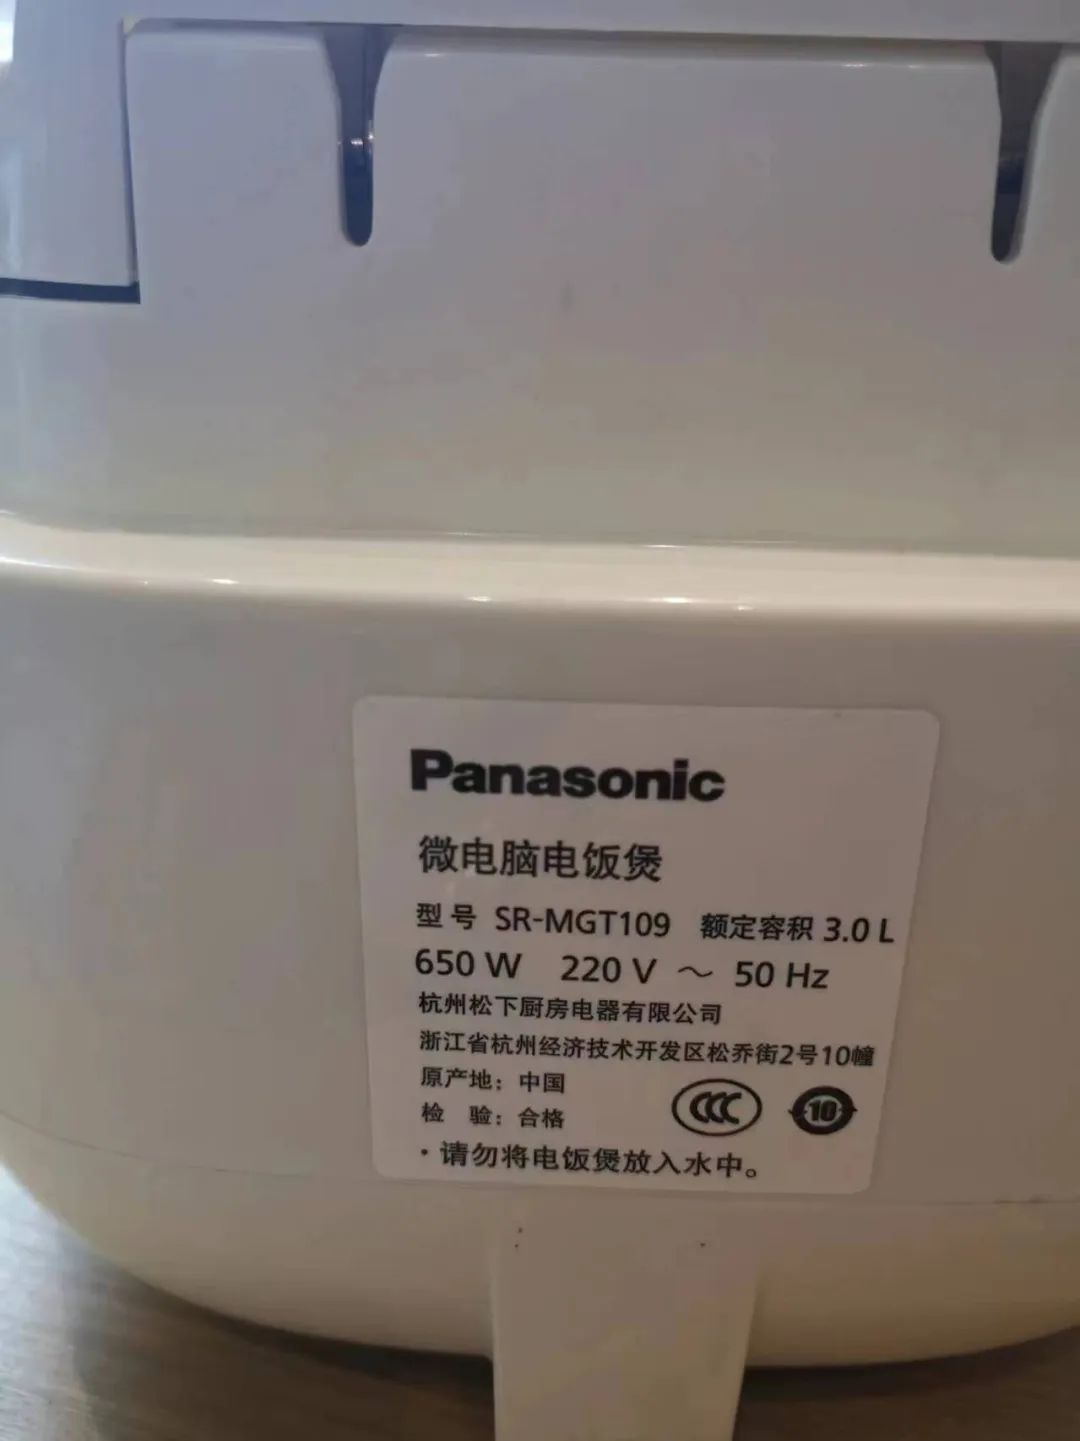 Panasonic
微电脑电饭煲
型号 SR-MGT109 额定容积 3.0 L
650 W 220 V ～ 50 Hz
杭州松下厨房电器有限公司
浙江省杭州经济技术开发区松乔街2号10幢
原产地：中国
检 验：合格
CCC 10
·请勿将电饭煲放入水中。